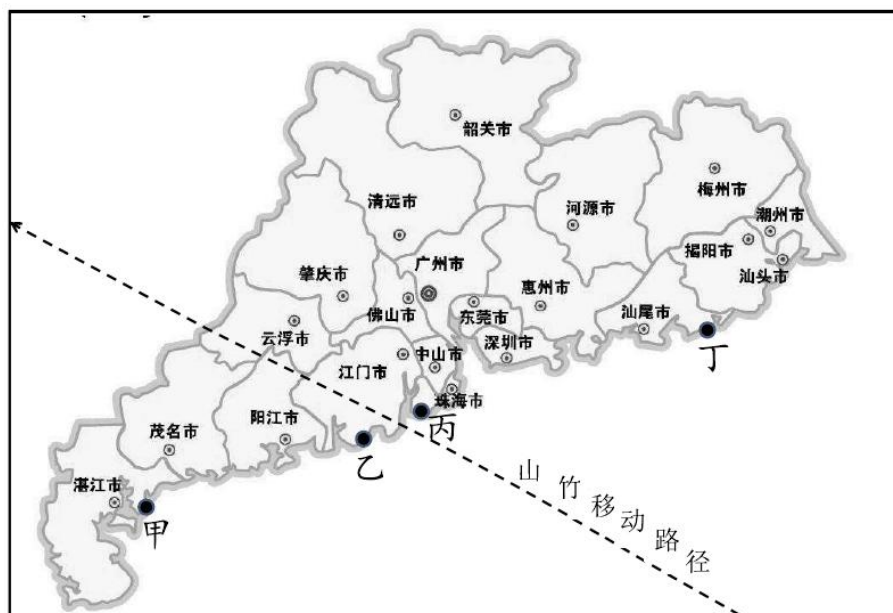 韶关市
梅州市
清远市
河源市
潮州市
揭阳市
汕头市
广州市
肇庆市
惠州市
佛山市
东莞市
汕尾市
云浮市
深圳市
丁
江门市
中山市
珠海市
丙
茂名市
阳江市
乙
湛江市
甲
山竹移动路径